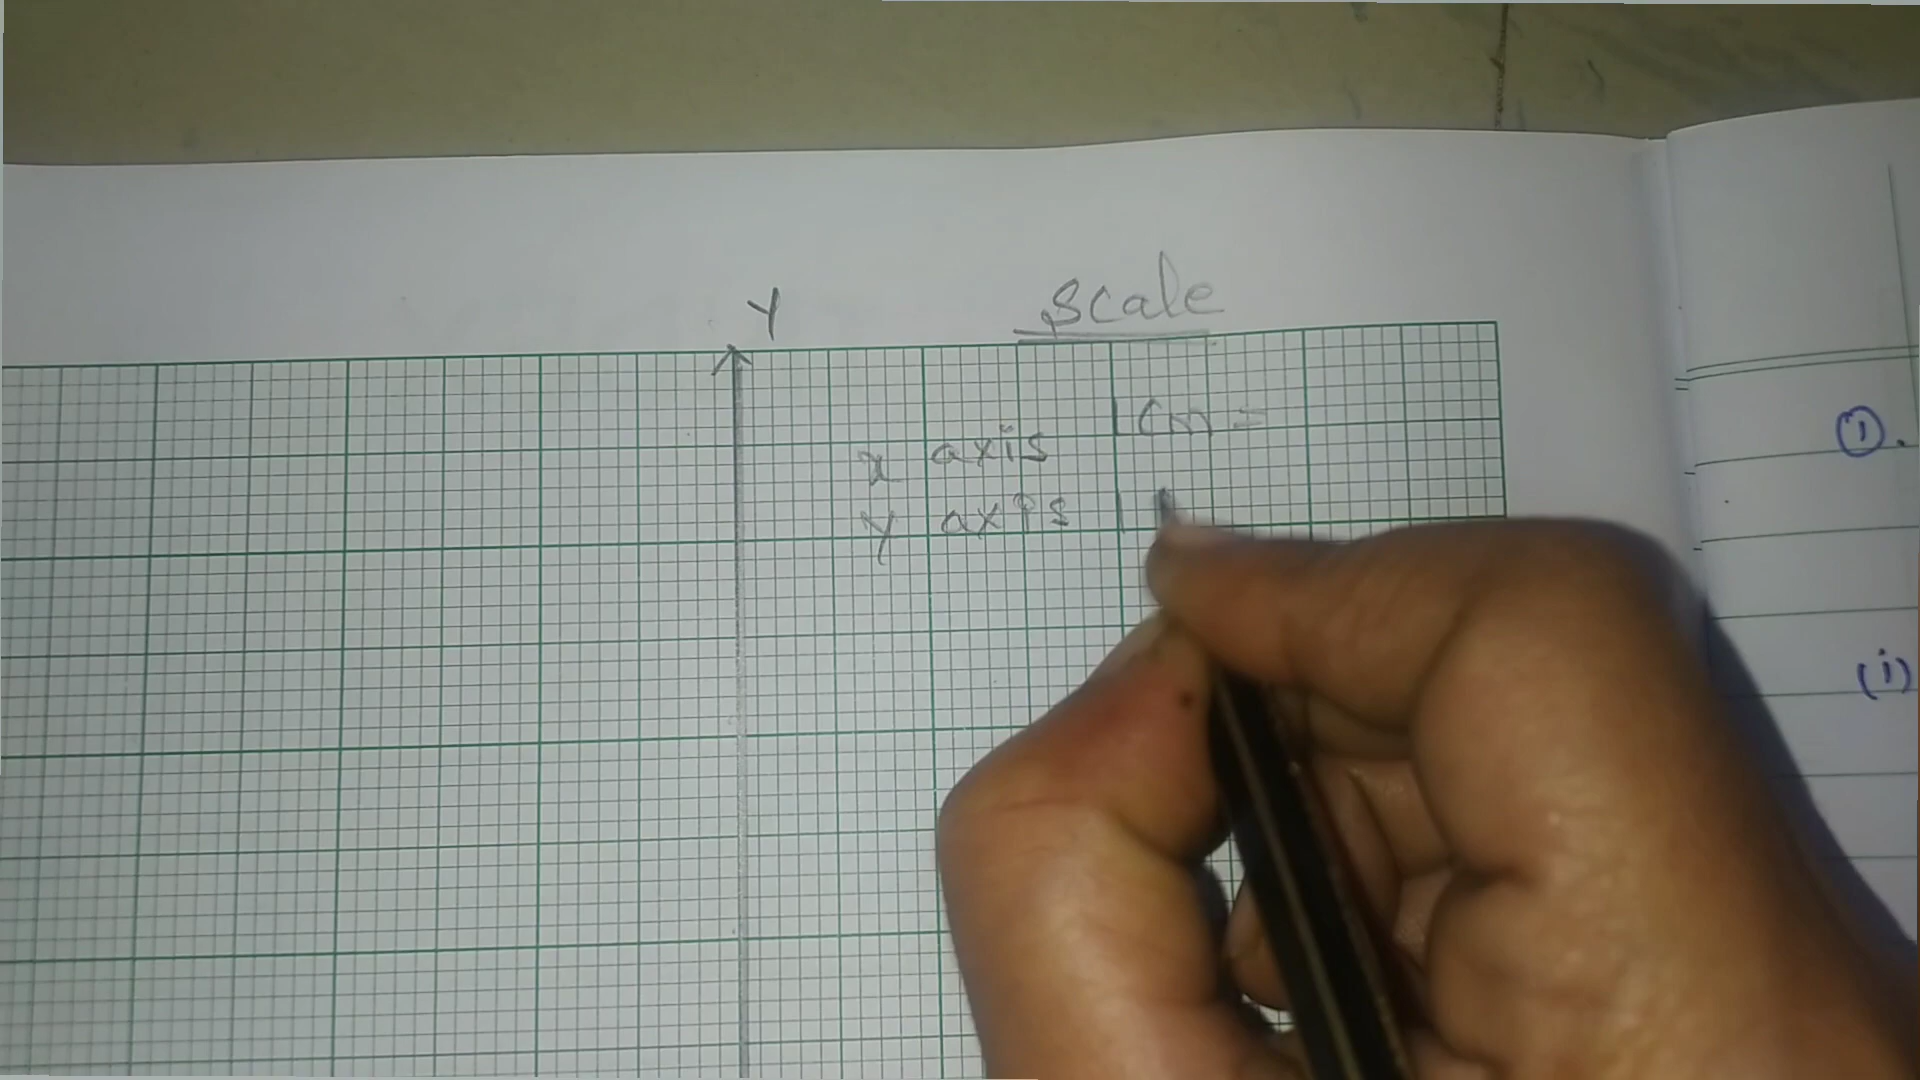 Y
Scale
x axis 1cm =
y axis 1
①.
(i)